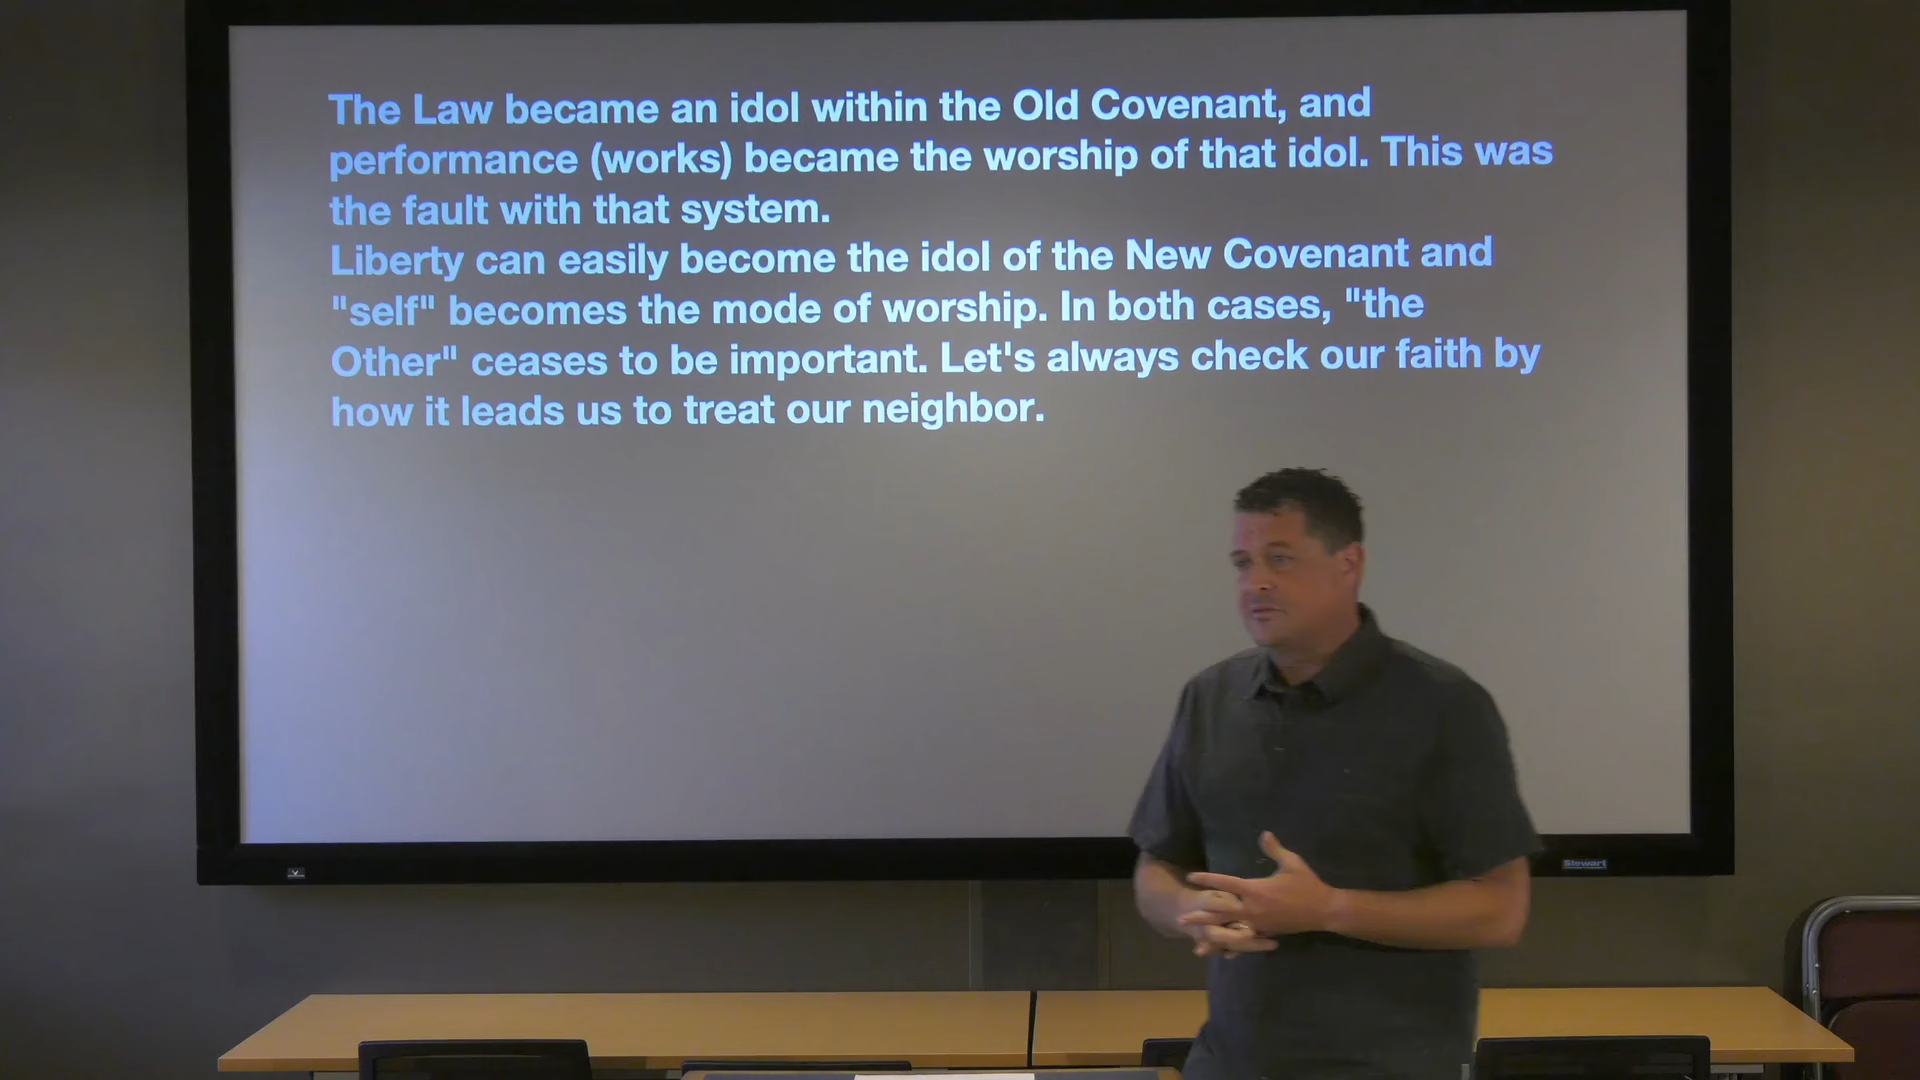 The Law became an idol within the Old Covenant, and
performance (works) became the worship of that idol. This was
the fault with that system.
Liberty can easily become the idol of the New Covenant and
"self" becomes the mode of worship. In both cases, "the
Other" ceases to be important. Let's always check our faith by
how it leads us to treat our neighbor.
Stewart